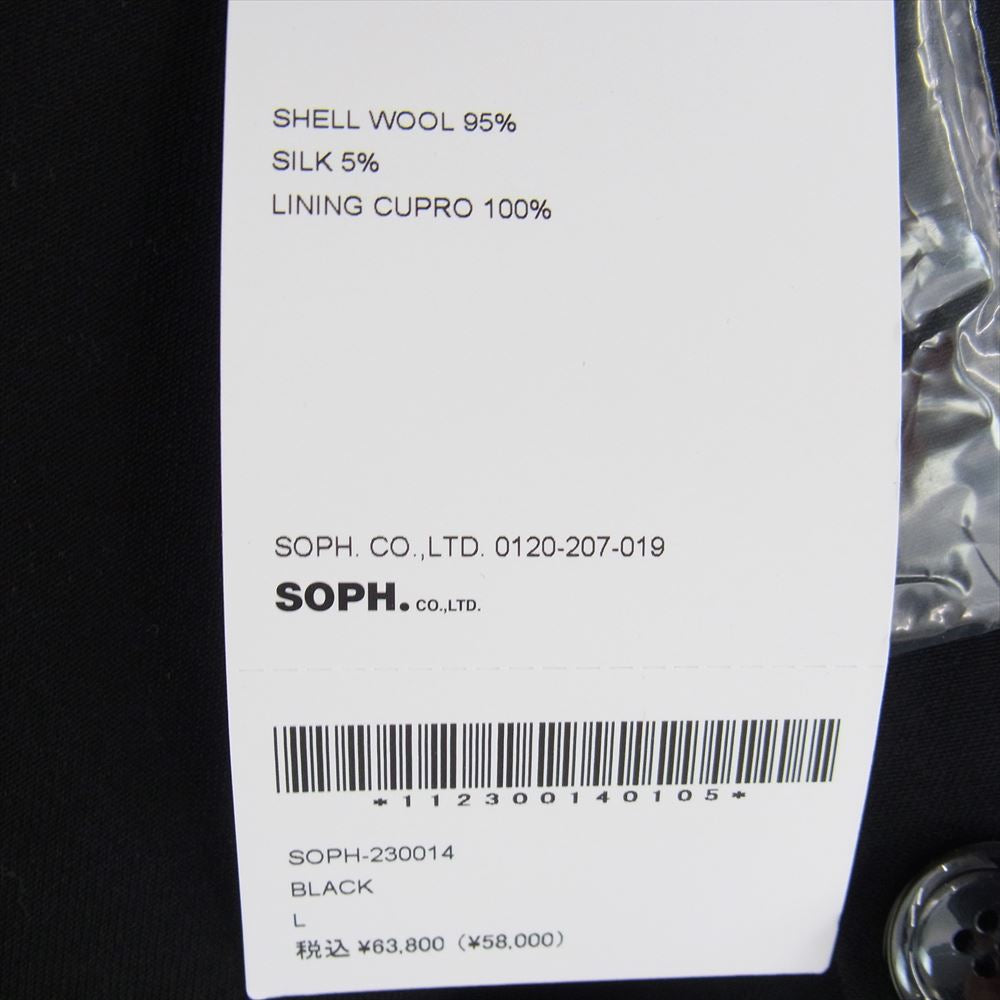 SHELL WOOL 95%
SILK 5%
LINING CUPRO 100%
SOPH. CO.,LTD. 0120-207-019
SOPH. CO.,LTD.
*112300140105*
SOPH-230014
BLACK
L
税込 ¥63,800 (¥58,000)